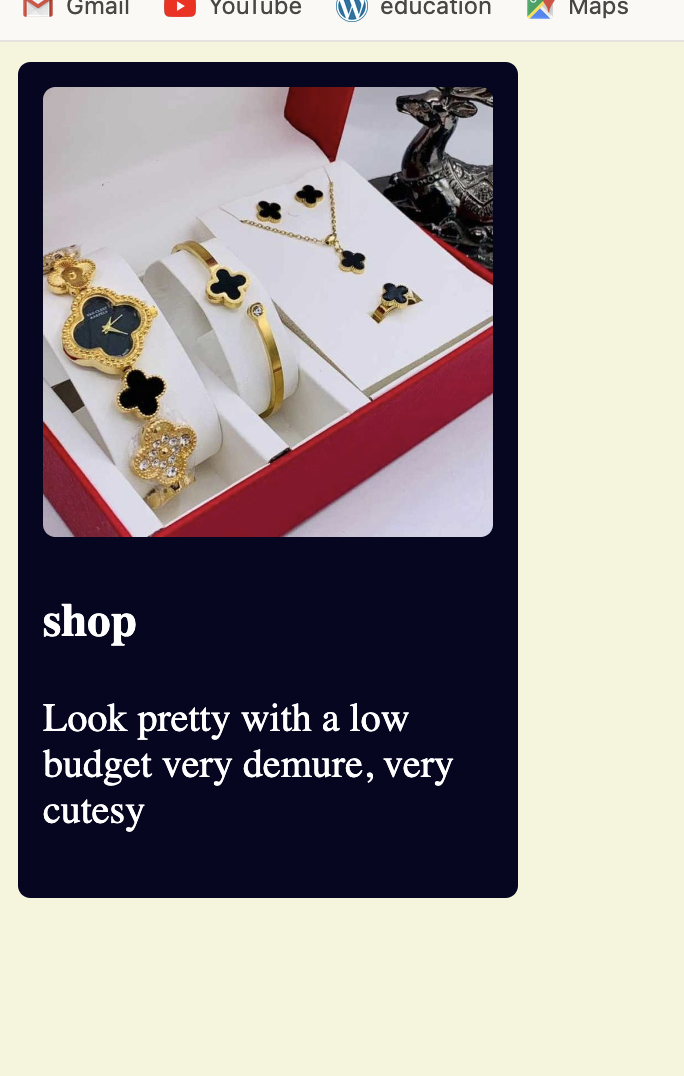 Gmail YouTube education Maps
shop
Look pretty with a low
budget very demure, very
cutesy